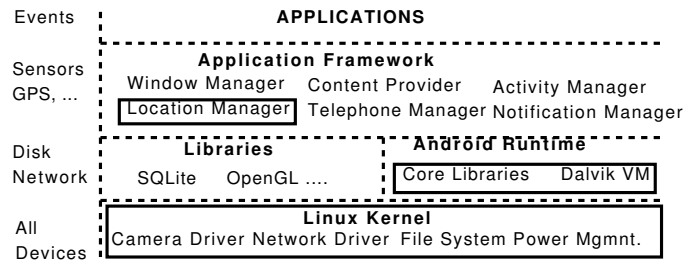 Events
APPLICATIONS
Sensors
GPS, ...
Application Framework
Window Manager Content Provider Activity Manager
Location Manager Telephone Manager Notification Manager
Disk
Network
Libraries
SQLite OpenGL ....
Android Runtime
Core Libraries Dalvik VM
All
Devices
Linux Kernel
Camera Driver Network Driver File System Power Mgmnt.